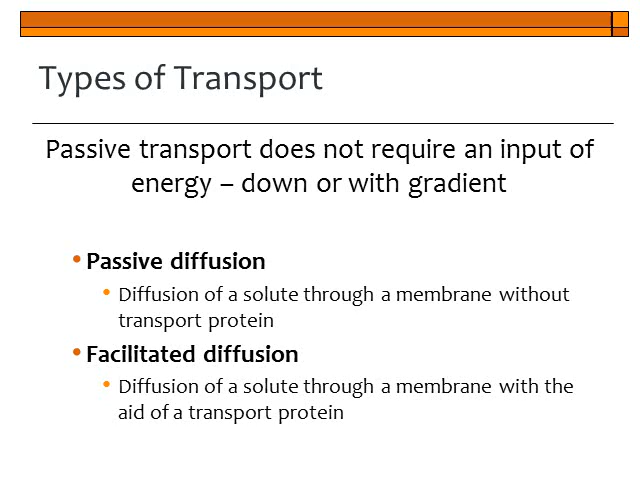 Types of Transport
Passive transport does not require an input of
energy – down or with gradient
• Passive diffusion
• Diffusion of a solute through a membrane without
transport protein
• Facilitated diffusion
• Diffusion of a solute through a membrane with the
aid of a transport protein